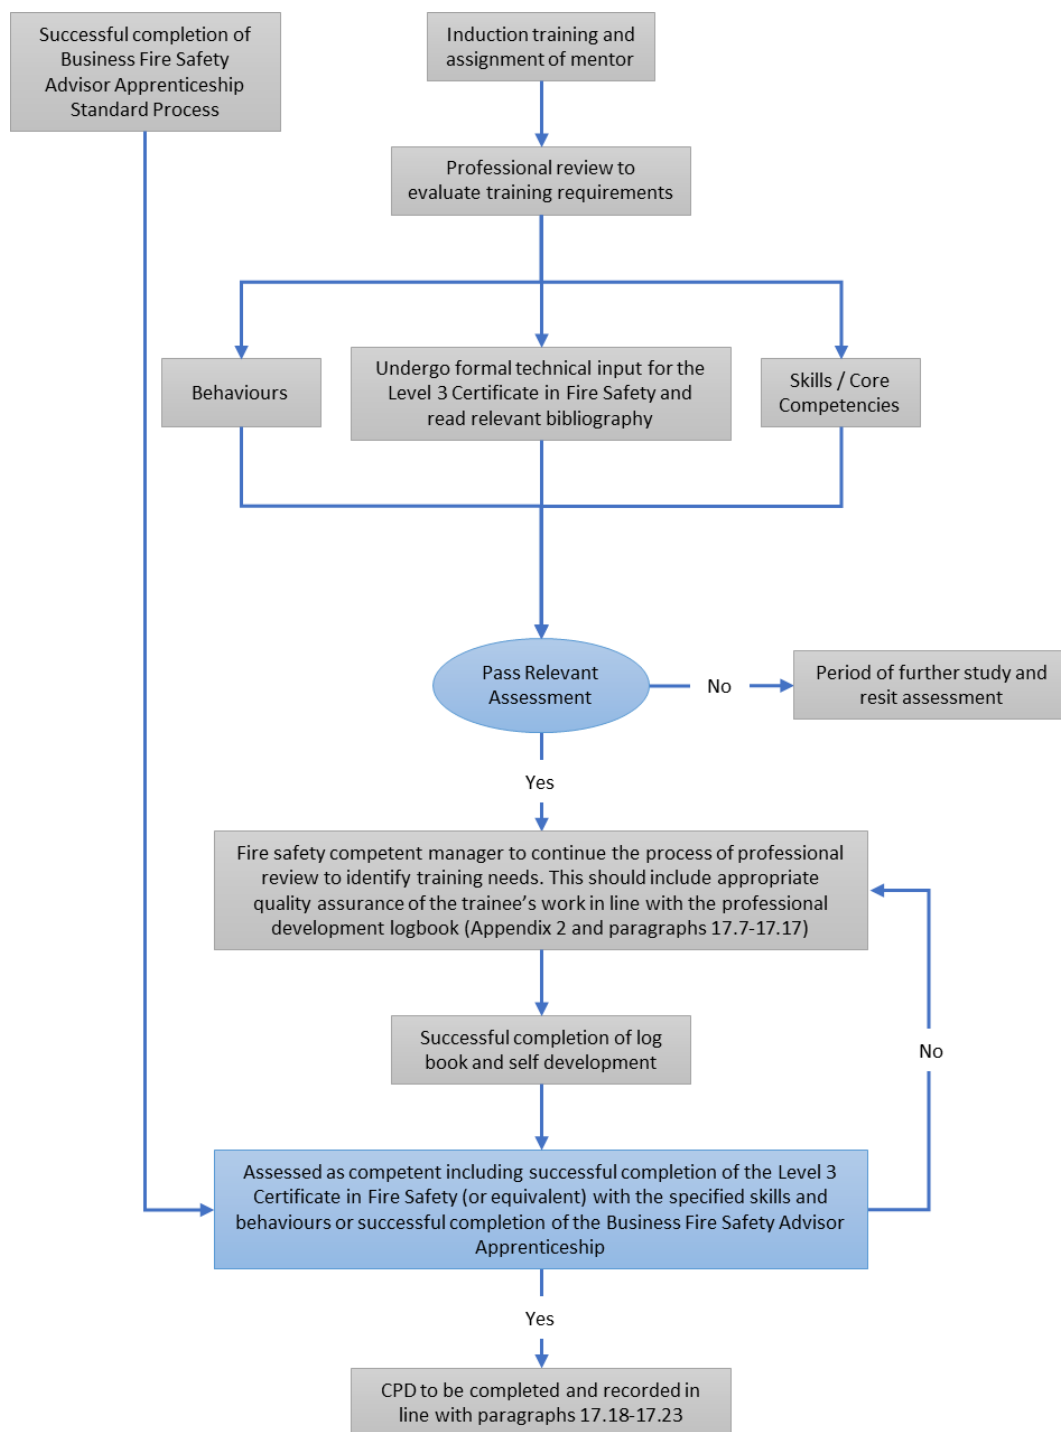 Successful completion of
Business Fire Safety
Advisor Apprenticeship
Standard Process
Induction training and
assignment of mentor
Professional review to
evaluate training requirements
Behaviours
Undergo formal technical input for the
Level 3 Certificate in Fire Safety and
read relevant bibliography
Skills / Core
Competencies
Pass Relevant
Assessment
No
Period of further study and
resit assessment
Yes
Fire safety competent manager to continue the process of professional
review to identify training needs. This should include appropriate
quality assurance of the trainee’s work in line with the professional
development logbook (Appendix 2 and paragraphs 17.7-17.17)
Successful completion of log
book and self development
No
Assessed as competent including successful completion of the Level 3
Certificate in Fire Safety (or equivalent) with the specified skills and
behaviours or successful completion of the Business Fire Safety Advisor
Apprenticeship
Yes
CPD to be completed and recorded in
line with paragraphs 17.18-17.23